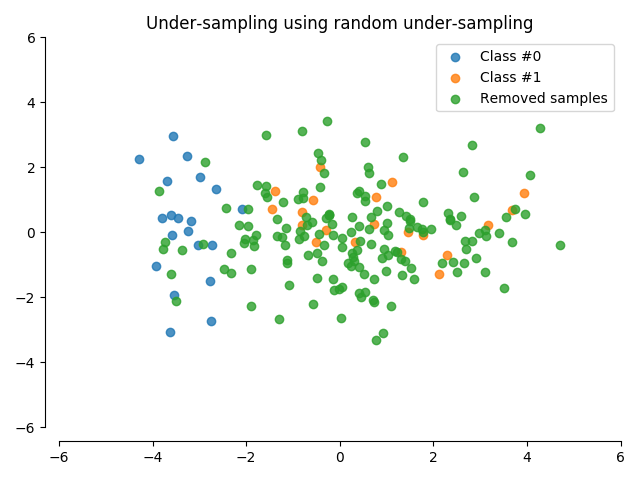 Under-sampling using random under-sampling
6
4
2
0
−2
−4
−6
−6 −4 −2 0 2 4 6
Class #0
Class #1
Removed samples